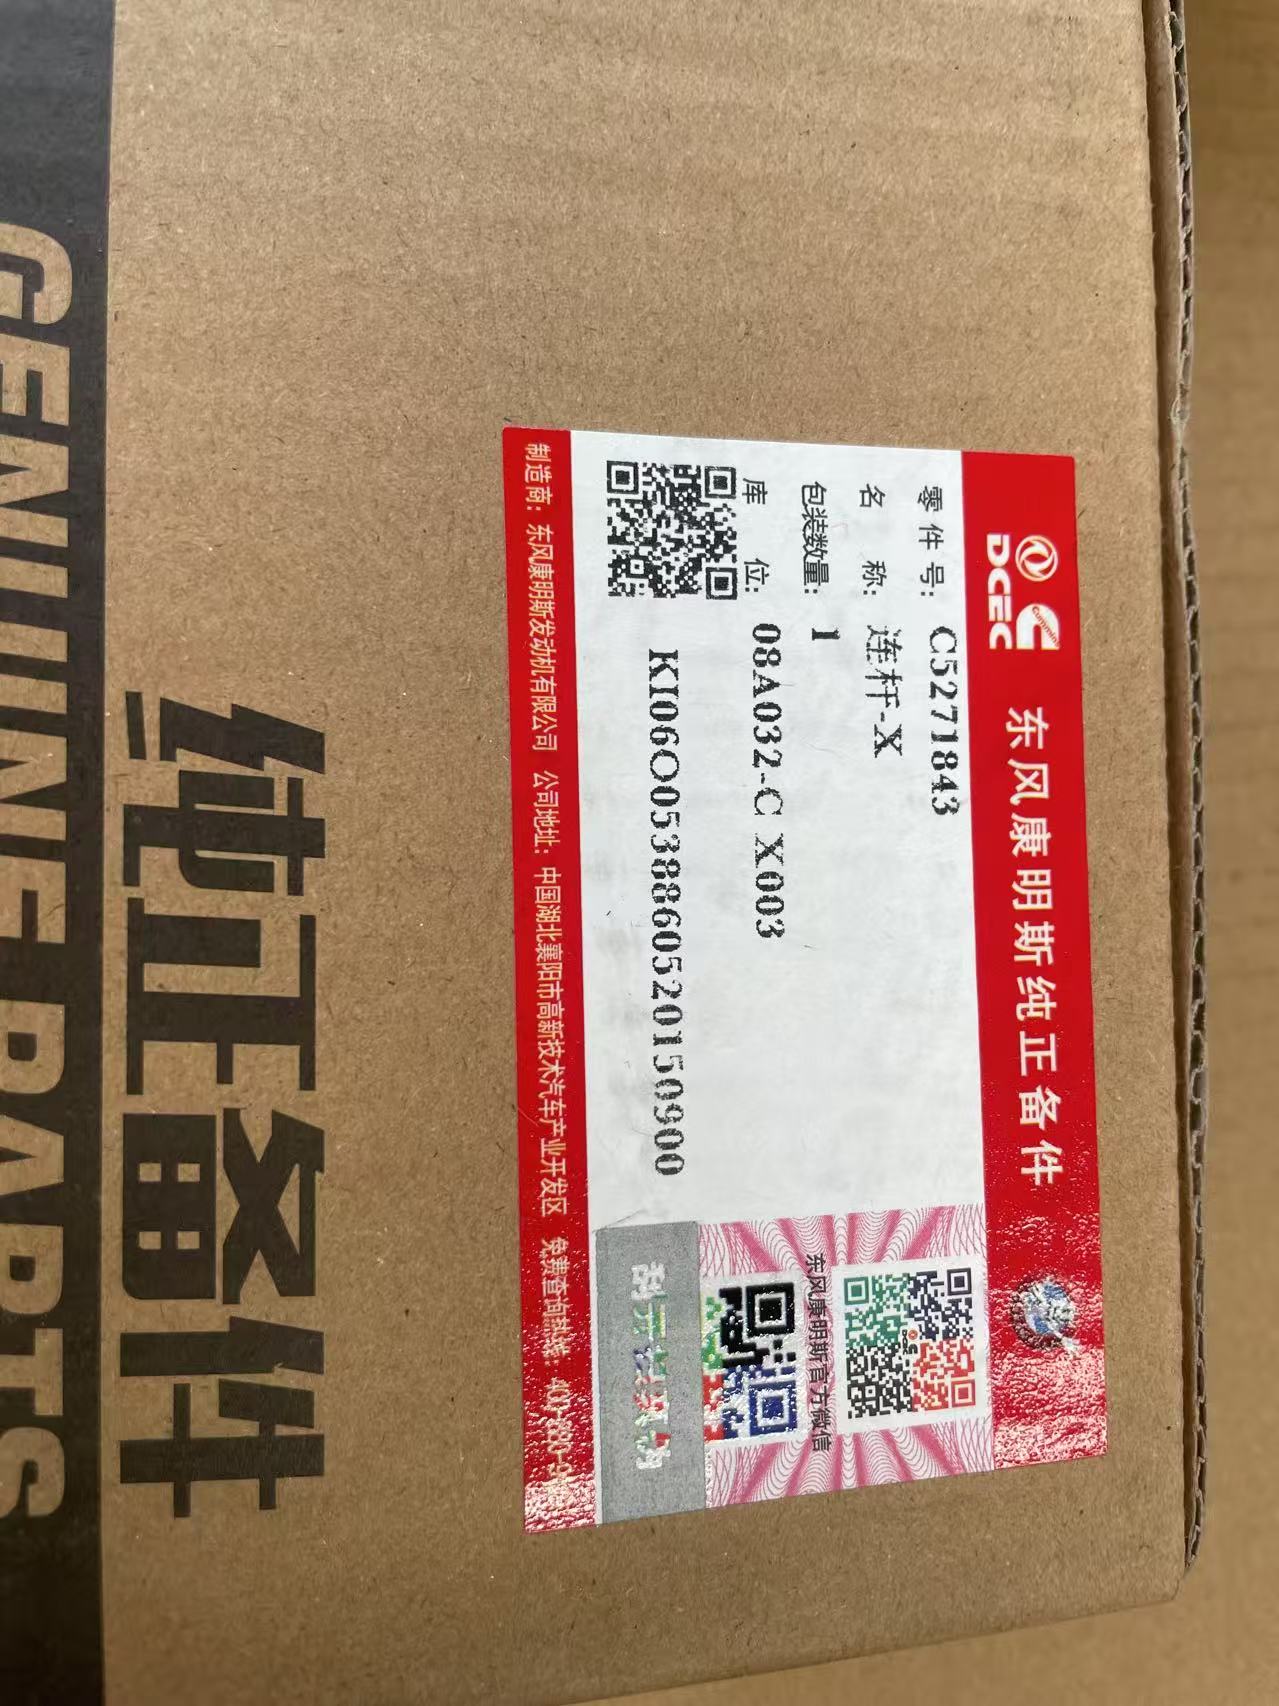 DCEC
Cummins
东风康明斯纯正备件
零件号: C5271843
名 称: 连杆-X
包装数量: 1
库 位: 08A032-C X003
KI06O05388605201509​00
东风康明斯官方微信
制造商: 东风康明斯发动机有限公司 公司地址: 中国湖北襄阳市高新技术汽车产业开发区 免费查询热线:
纯正备件
GENUINE PARTS